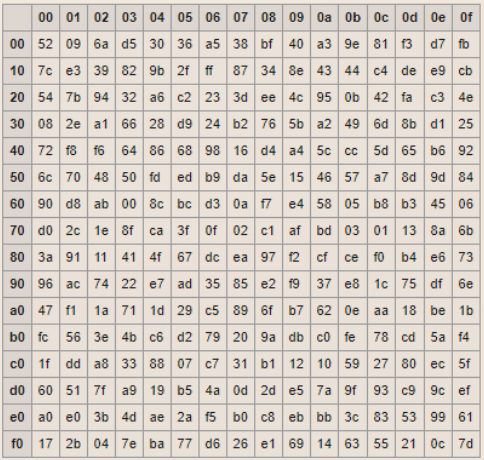 00 01 02 03 04 05 06 07 08 09 0a 0b 0c 0d 0e 0f
00 52 09 6a d5 30 36 a5 38 bf 40 a3 9e 81 f3 d7 fb
10 7c e3 39 82 9b 2f ff 87 34 8e 43 44 c4 de e9 cb
20 54 7b 94 32 a6 c2 23 3d ee 4c 95 0b 42 fa c3 4e
30 08 2e a1 66 28 d9 24 b2 76 5b a2 49 6d 8b d1 25
40 72 f8 f6 64 86 68 98 16 d4 a4 5c cc 5d 65 b6 92
50 6c 70 48 50 fd ed b9 da 5e 15 46 57 a7 8d 9d 84
60 90 d8 ab 00 8c bc d3 0a f7 e4 58 05 b8 b3 45 06
70 d0 2c 1e 8f ca 3f 0f 02 c1 af bd 03 01 13 8a 6b
80 3a 91 11 41 4f 67 dc ea 97 f2 cf ce f0 b4 e6 73
90 96 ac 74 22 e7 ad 35 85 e2 f9 37 e8 1c 75 df 6e
a0 47 f1 1a 71 1d 29 c5 89 6f b7 62 0e aa 18 be 1b
b0 fc 56 3e 4b c6 d2 79 20 9a db c0 fe 78 cd 5a f4
c0 1f dd a8 33 88 07 c7 31 b1 12 10 59 27 80 ec 5f
d0 60 51 7f a9 19 b5 4a 0d 2d e5 7a 9f 93 c9 9c ef
e0 a0 e0 3b 4d ae 2a f5 b0 c8 eb bb 3c 83 53 99 61
f0 17 2b 04 7e ba 77 d6 26 e1 69 14 63 55 21 0c 7d